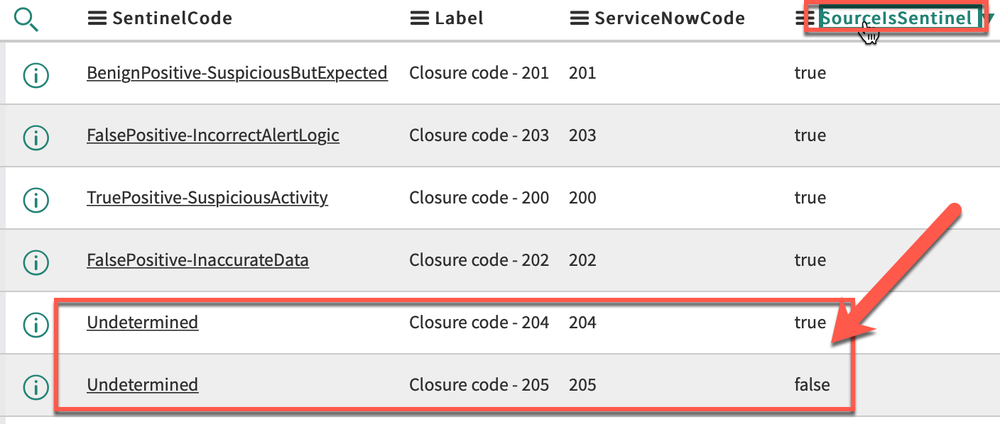 SentinelCode Label ServiceNowCode SourceIsSentinel
BenignPositive-SuspiciousButExpected Closure code - 201 201 true
FalsePositive-IncorrectAlertLogic Closure code - 203 203 true
TruePositive-SuspiciousActivity Closure code - 200 200 true
FalsePositive-InaccurateData Closure code - 202 202 true
Undetermined Closure code - 204 204 true
Undetermined Closure code - 205 205 false